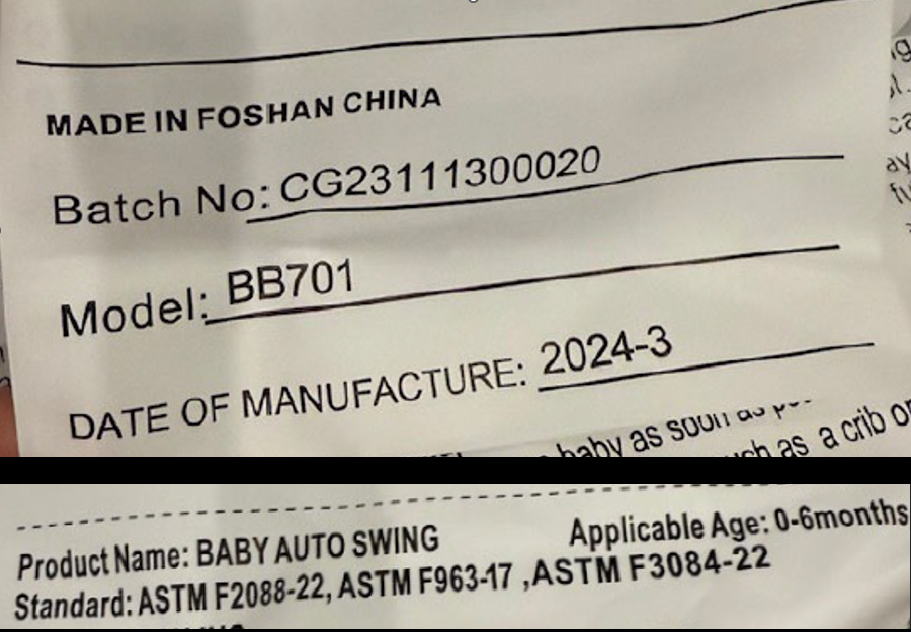 MADE IN FOSHAN CHINA
Batch No: CG23111300020
Model: BB701
DATE OF MANUFACTURE: 2024-3
baby as soon as
such as a crib or
Product Name: BABY AUTO SWING Applicable Age: 0-6months
Standard: ASTM F2088-22, ASTM F963-17 ,ASTM F3084-22